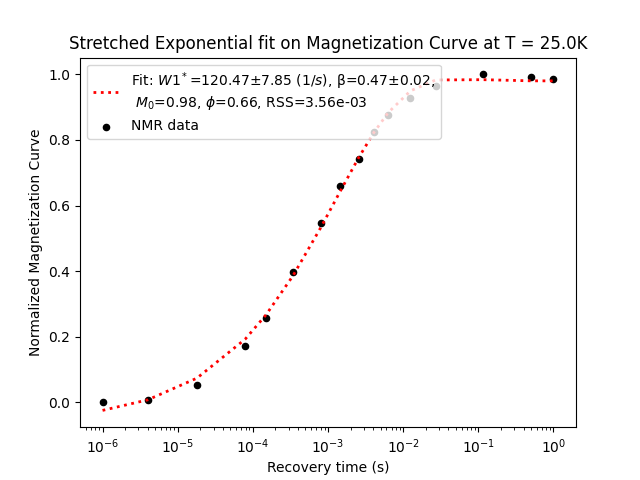 Stretched Exponential fit on Magnetization Curve at T = 25.0K
Fit: W1*=120.47±7.85 (1/s), β=0.47±0.02,
M₀=0.98, ϕ=0.66, RSS=3.56e-03
NMR data
Normalized Magnetization Curve
1.0
0.8
0.6
0.4
0.2
0.0
10⁻⁶ 10⁻⁵ 10⁻⁴ 10⁻³ 10⁻² 10⁻¹ 10⁰
Recovery time (s)